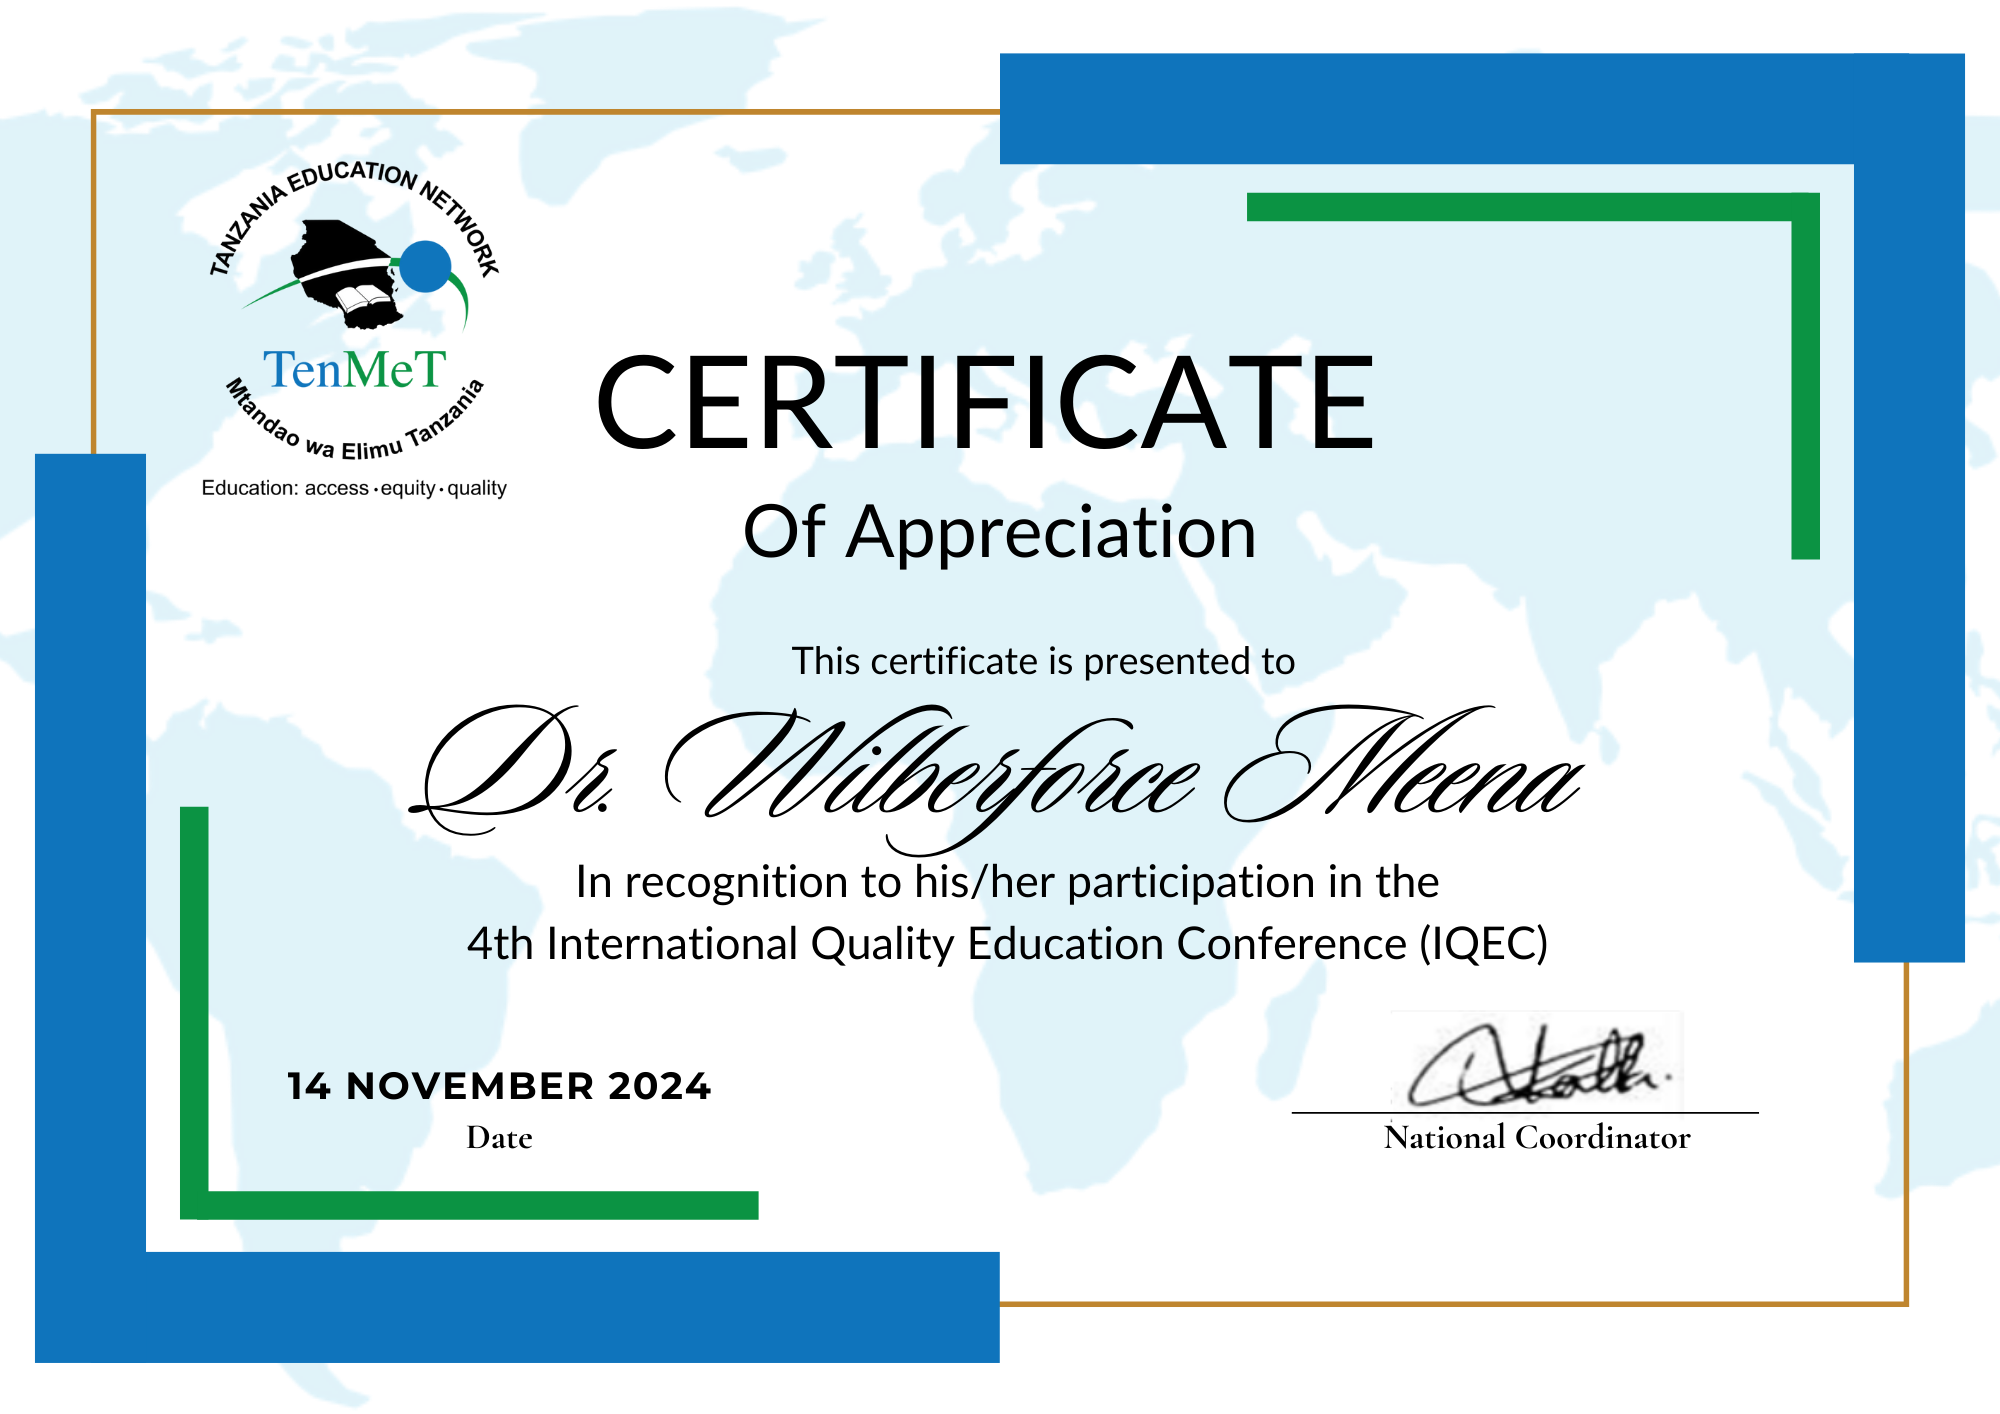 TANZANIA EDUCATION NETWORK
TenMeT
Mtandao wa Elimu Tanzania
Education: access • equity • quality
CERTIFICATE
Of Appreciation
This certificate is presented to
Dr. Wilberforce Meena
In recognition to his/her participation in the
4th International Quality Education Conference (IQEC)
14 NOVEMBER 2024
Date
National Coordinator